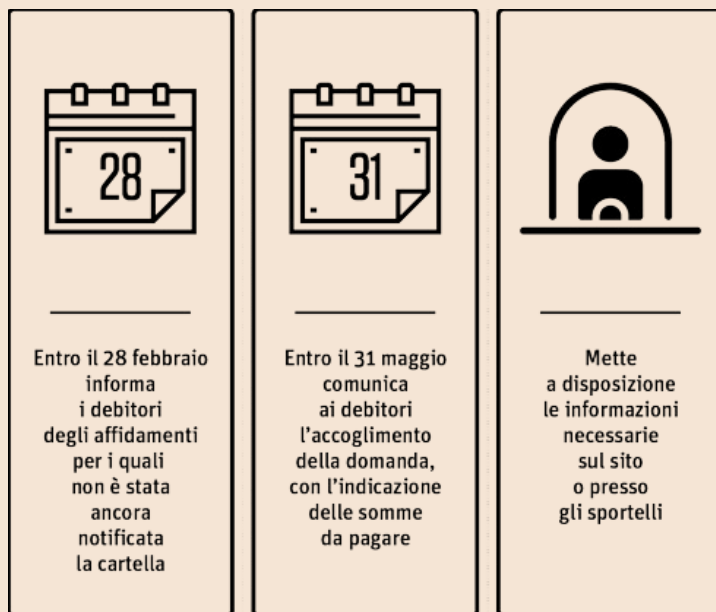 28
Entro il 28 febbraio
informa
i debitori
degli affidamenti
per i quali
non è stata
ancora
notificata
la cartella
31
Entro il 31 maggio
comunica
ai debitori
l'accoglimento
della domanda,
con l'indicazione
delle somme
da pagare
Mette
a disposizione
le informazioni
necessarie
sul sito
o presso
gli sportelli